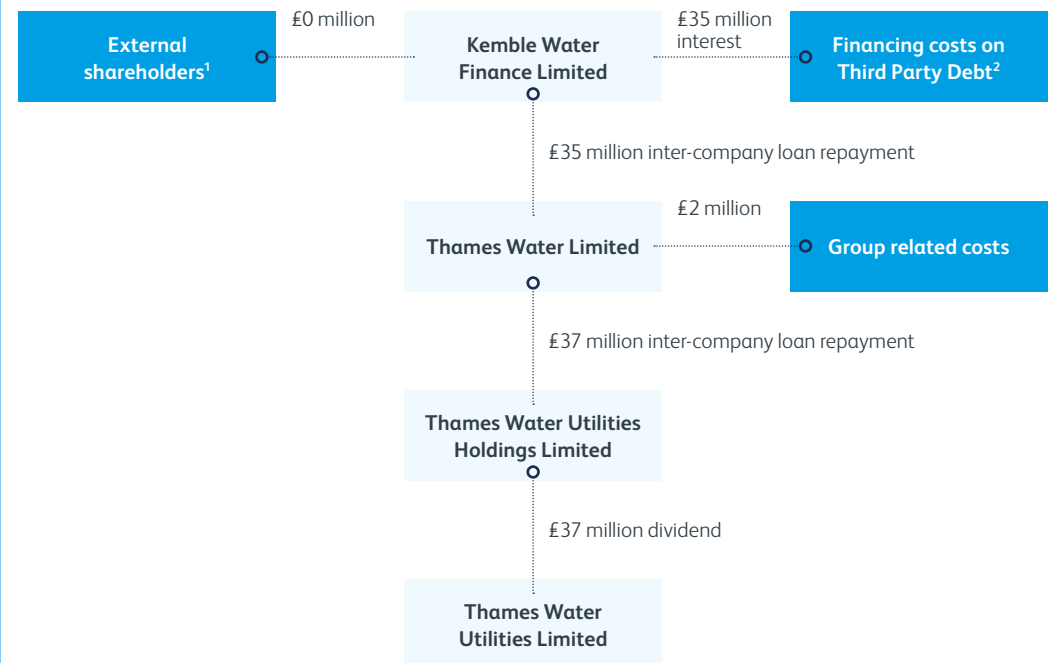 £0 million
£35 million
interest
External
shareholders¹
Kemble Water
Finance Limited
Financing costs on
Third Party Debt²
£35 million inter-company loan repayment
£2 million
Thames Water Limited
Group related costs
£37 million inter-company loan repayment
Thames Water Utilities
Holdings Limited
£37 million dividend
Thames Water
Utilities Limited